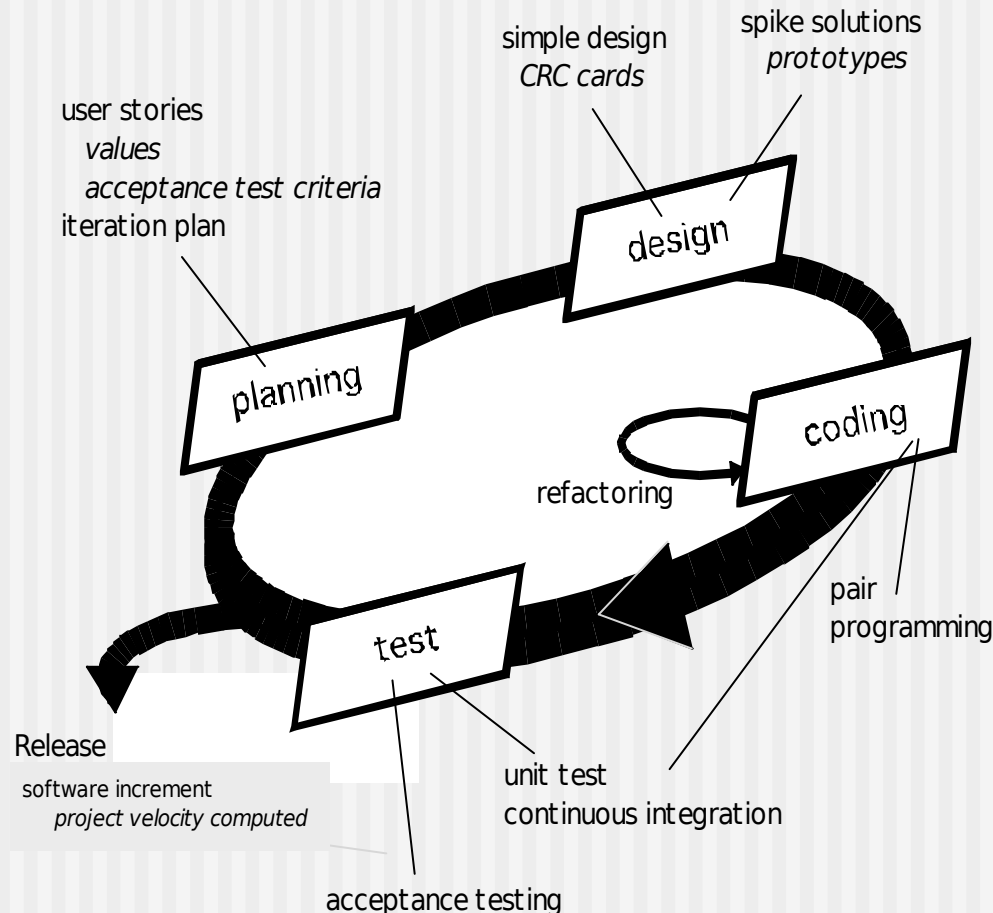 spike solutions
prototypes
simple design
CRC cards
user stories
values
acceptance test criteria
iteration plan
design
planning
coding
refactoring
test
pair
programming
Release
software increment
project velocity computed
unit test
continuous integration
acceptance testing